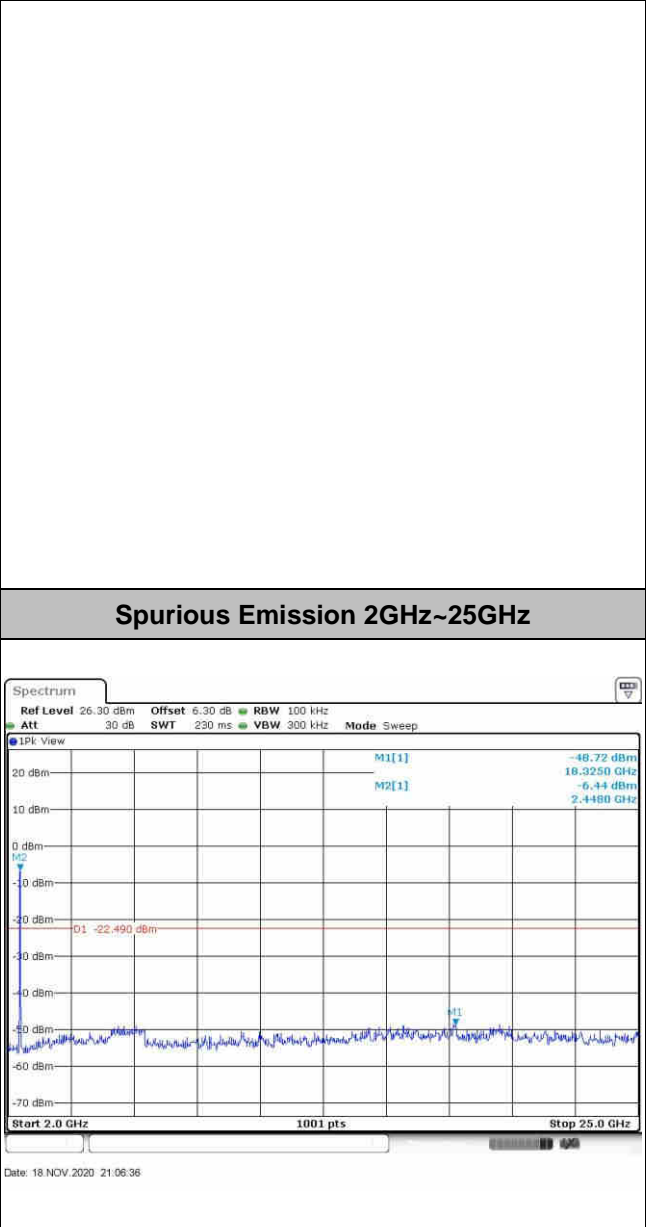 Spurious Emission 2GHz~25GHz
Spectrum
Ref Level 26.30 dBm Offset 6.30 dB RBW 100 kHz
Att 30 dB SWT 230 ms VBW 300 kHz Mode Sweep
1Pk View
M1[1] -48.72 dBm
18.3250 GHz
M2[1] -6.44 dBm
2.4480 GHz
20 dBm
10 dBm
0 dBm
M2
-10 dBm
-20 dBm
D1 -22.490 dBm
-30 dBm
-40 dBm
M1
-50 dBm
-60 dBm
-70 dBm
Start 2.0 GHz 1001 pts Stop 25.0 GHz
Date: 18.NOV.2020 21:06:36